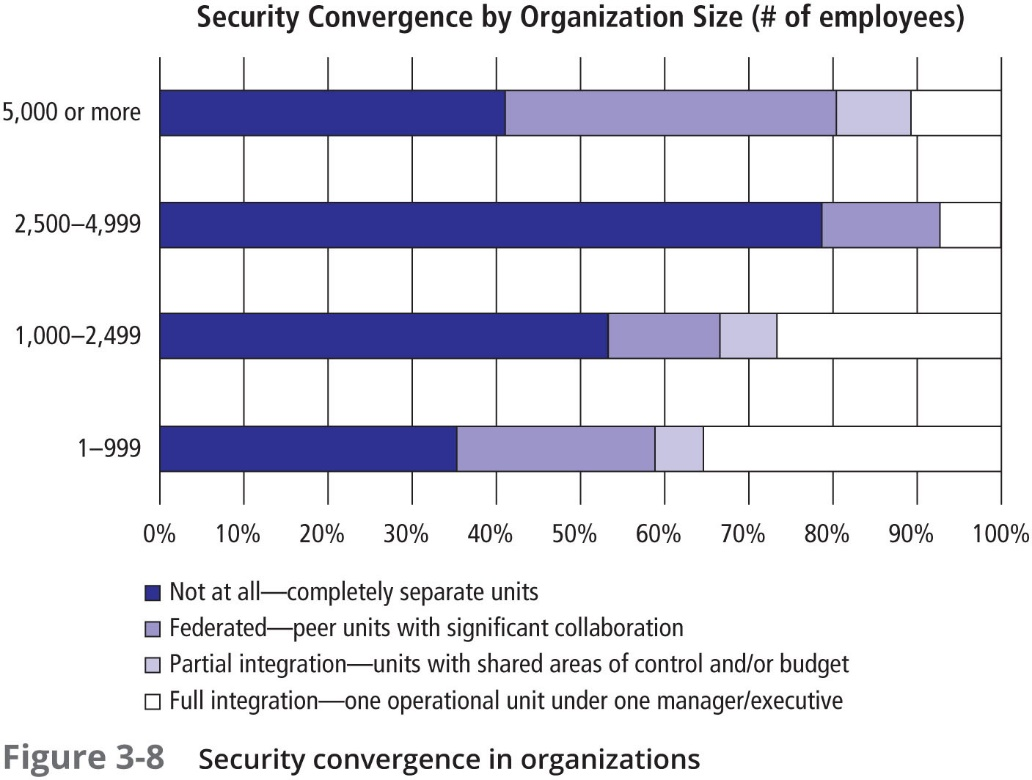 Security Convergence by Organization Size (# of employees)
5,000 or more
2,500–4,999
1,000–2,499
1–999
0% 10% 20% 30% 40% 50% 60% 70% 80% 90% 100%
Not at all—completely separate units
Federated—peer units with significant collaboration
Partial integration—units with shared areas of control and/or budget
Full integration—one operational unit under one manager/executive
Figure 3-8 Security convergence in organizations